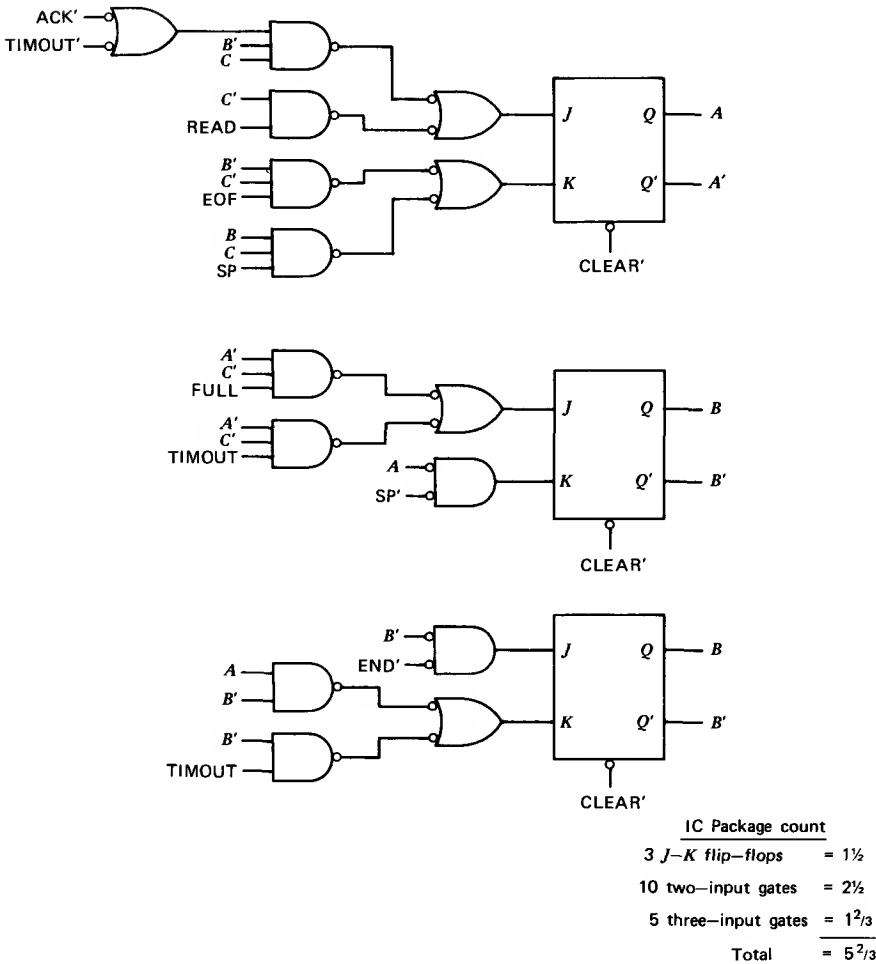 ACK'
TIMOUT'
B'
C
C'
READ
B'
C'
EOF
B
C
SP
J Q A
K Q' A'
CLEAR'
A'
C'
FULL
A'
C'
TIMOUT
A
SP'
J Q B
K Q' B'
CLEAR'
B'
END'
A
B'
B'
TIMOUT
J Q B
K Q' B'
CLEAR'
IC Package count
3 J–K flip–flops = 1½
10 two–input gates = 2½
5 three–input gates = 1²/3
Total = 5²/3